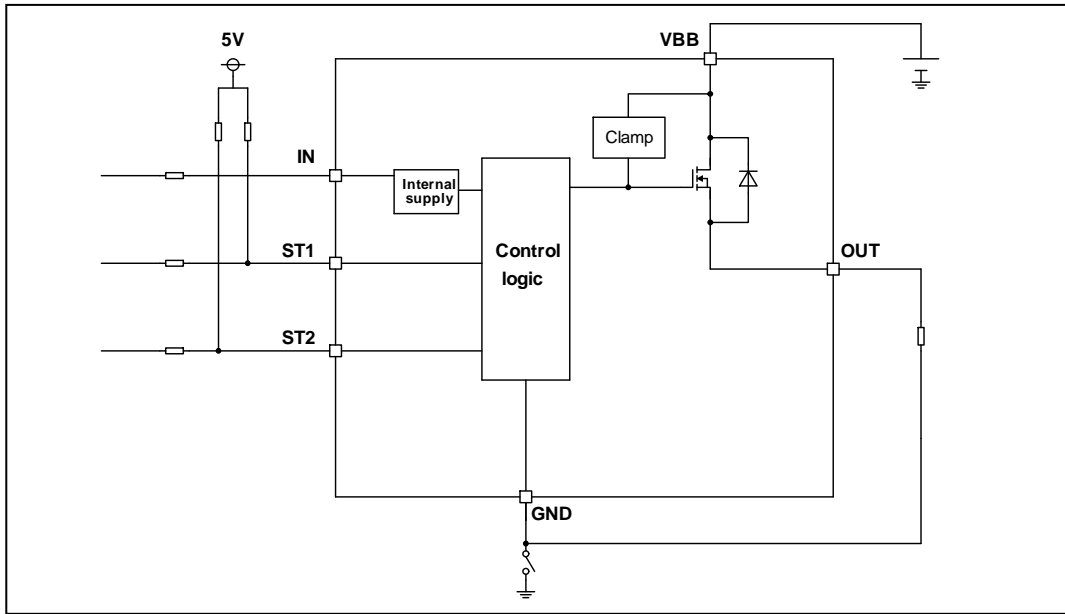 5V
VBB
Clamp
IN
Internal
supply
ST1
Control
logic
OUT
ST2
GND